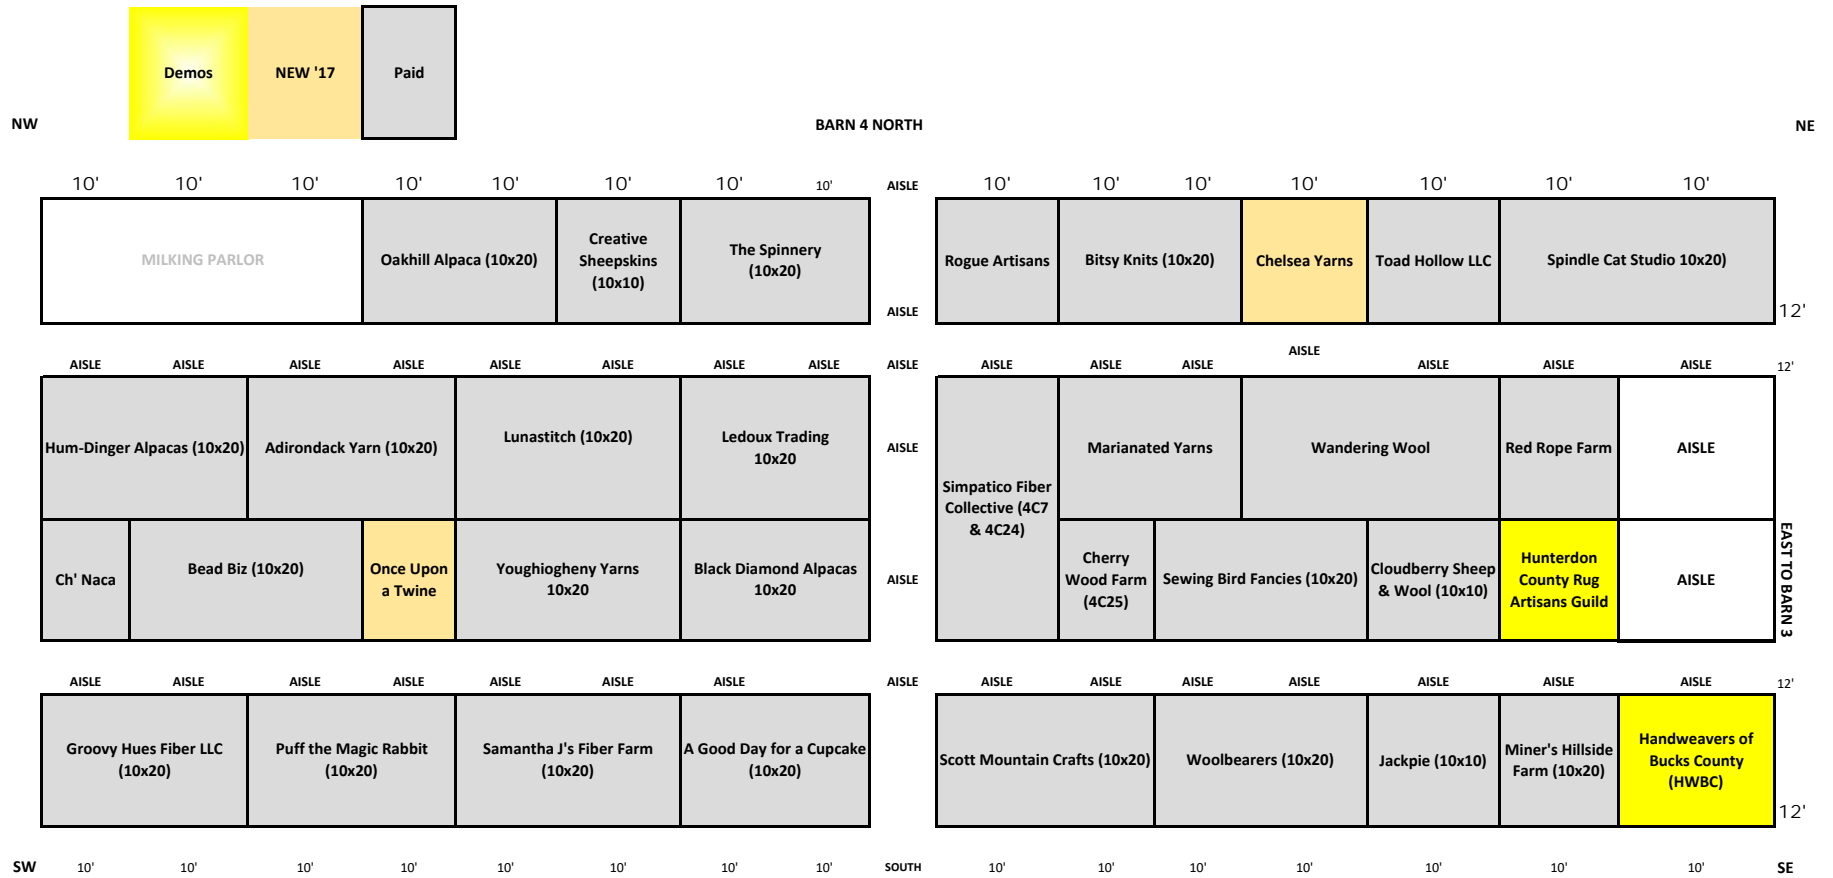 Demos
NEW '17
Paid
NW
BARN 4 NORTH
NE
10' 10' 10' 10' 10' 10' 10' 10' AISLE 10' 10' 10' 10' 10' 10' 10'
MILKING PARLOR
Oakhill Alpaca (10x20)
Creative
Sheepskins
(10x10)
The Spinnery
(10x20)
Rogue Artisans
Bitsy Knits (10x20)
Chelsea Yarns
Toad Hollow LLC
Spindle Cat Studio 10x20)
AISLE
12'
AISLE AISLE AISLE AISLE AISLE AISLE AISLE AISLE AISLE AISLE AISLE AISLE AISLE AISLE AISLE AISLE 12'
Hum-Dinger Alpacas (10x20)
Adirondack Yarn (10x20)
Lunastitch (10x20)
Ledoux Trading
10x20
AISLE
Simpatico Fiber
Collective (4C7
& 4C24)
Marianated Yarns
Wandering Wool
Red Rope Farm
AISLE
Ch' Naca
Bead Biz (10x20)
Once Upon
a Twine
Youghiogheny Yarns
10x20
Black Diamond Alpacas
10x20
AISLE
Cherry
Wood Farm
(4C25)
Sewing Bird Fancies (10x20)
Cloudberry Sheep
& Wool (10x10)
Hunterdon
County Rug
Artisans Guild
AISLE
EAST TO BARN 3
AISLE AISLE AISLE AISLE AISLE AISLE AISLE AISLE AISLE AISLE AISLE AISLE AISLE AISLE AISLE 12'
Groovy Hues Fiber LLC
(10x20)
Puff the Magic Rabbit
(10x20)
Samantha J's Fiber Farm
(10x20)
A Good Day for a Cupcake
(10x20)
Scott Mountain Crafts (10x20)
Woolbearers (10x20)
Jackpie (10x10)
Miner's Hillside
Farm (10x20)
Handweavers of
Bucks County
(HWBC)
12'
SW 10' 10' 10' 10' 10' 10' 10' 10' SOUTH 10' 10' 10' 10' 10' 10' 10' SE